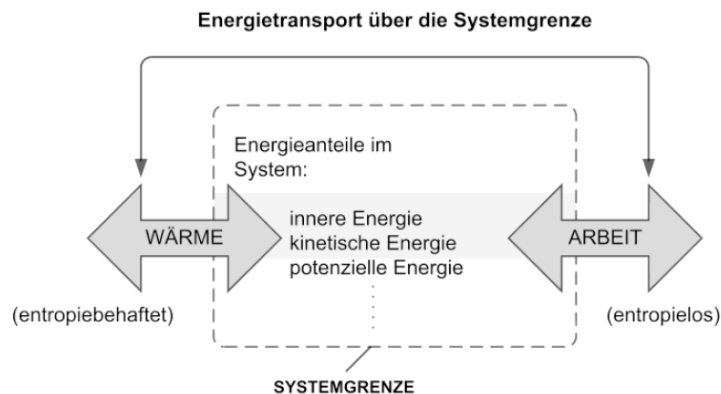 Energietransport über die Systemgrenze
Energieanteile im
System:
WÄRME
innere Energie
kinetische Energie
potenzielle Energie
ARBEIT
(entropiebehaftet)
(entropielos)
SYSTEMGRENZE